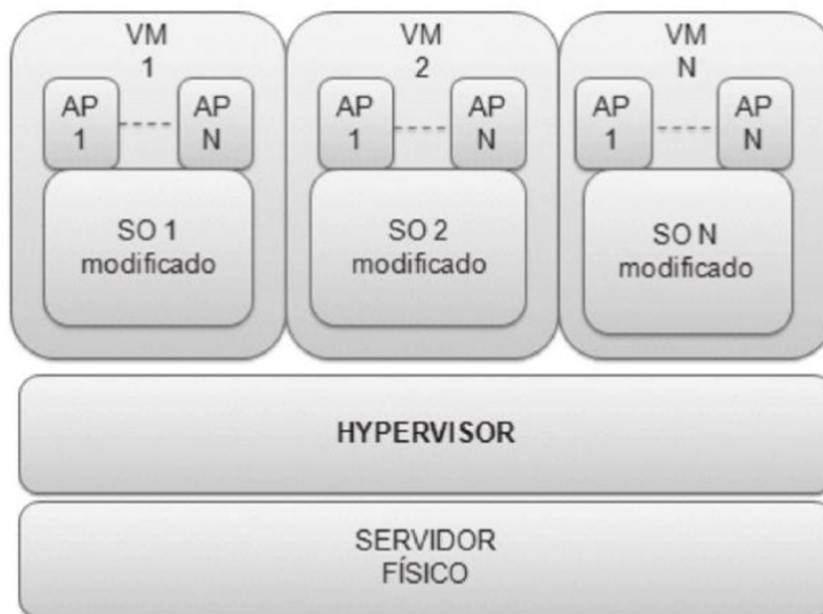 VM
1
AP
1
AP
N
SO 1
modificado
VM
2
AP
1
AP
N
SO 2
modificado
VM
N
AP
1
AP
N
SO N
modificado
HYPERVISOR
SERVIDOR
FÍSICO